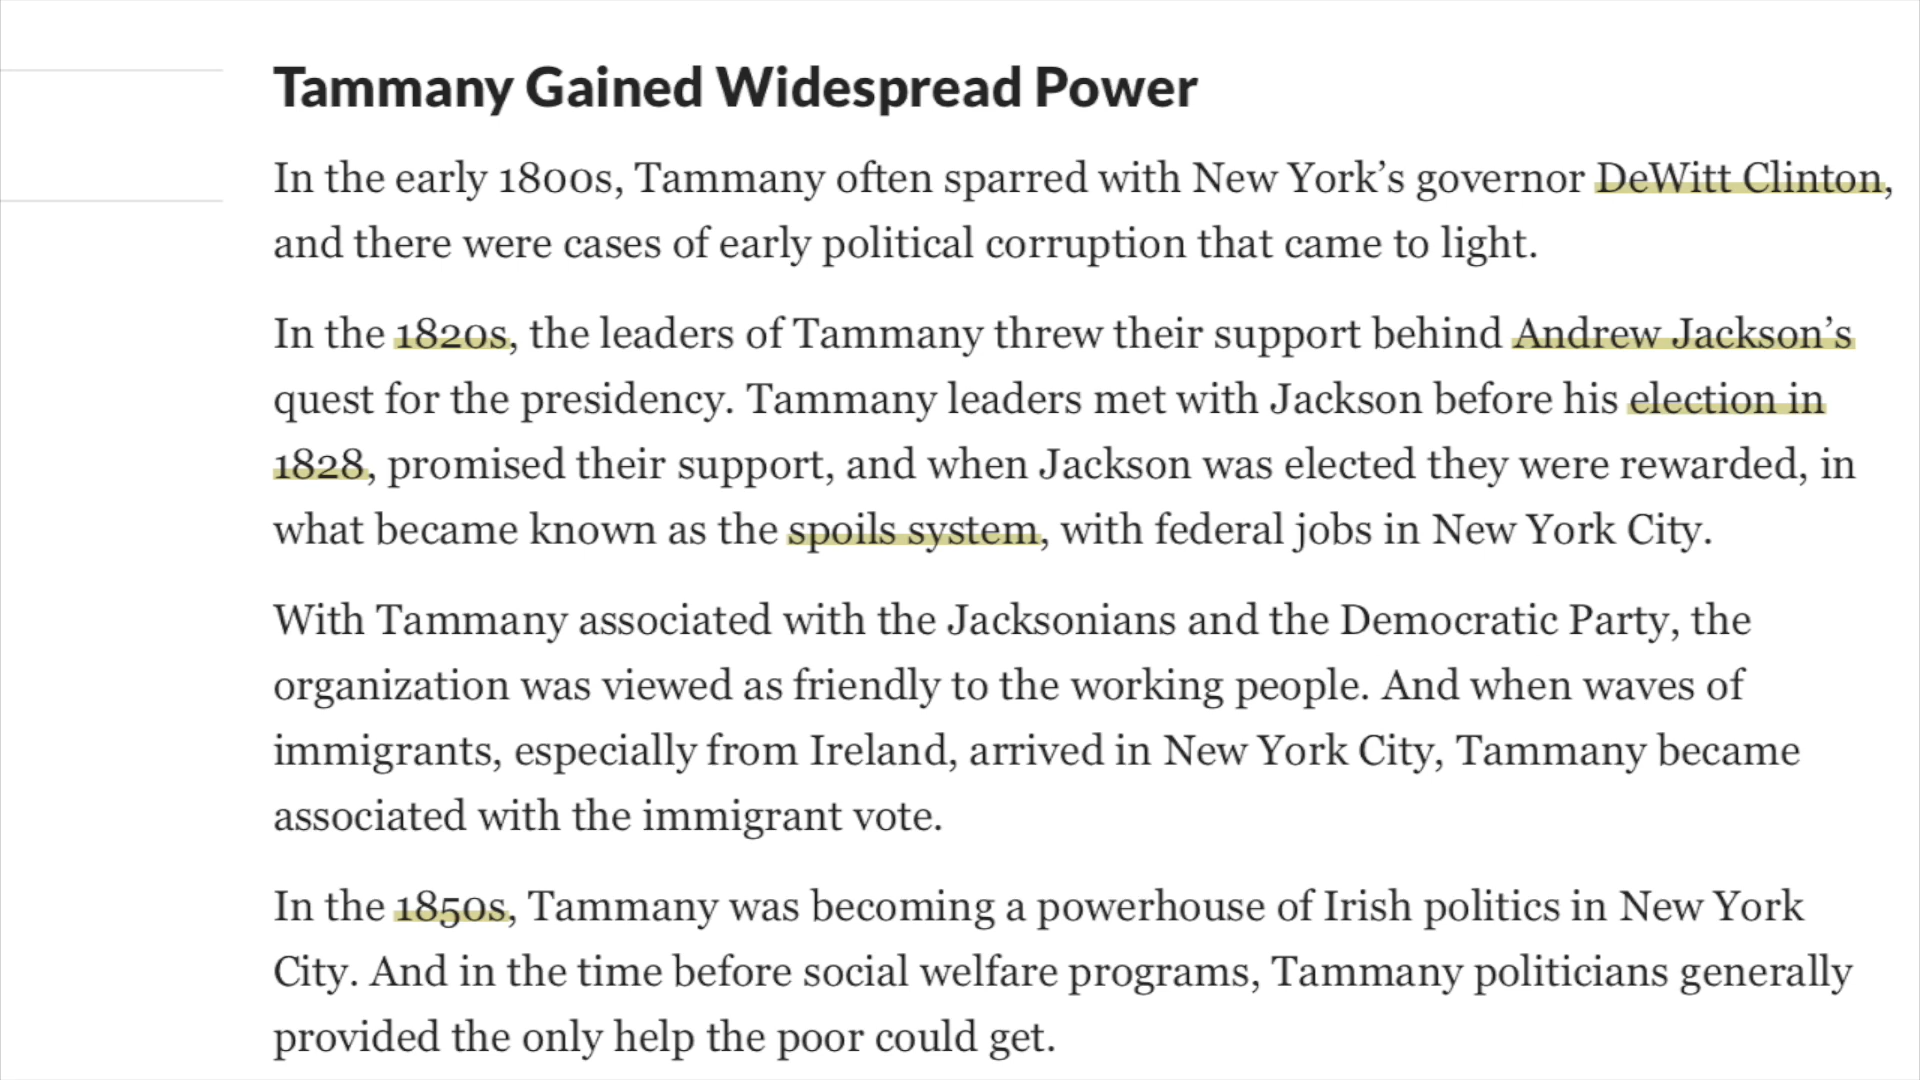 Tammany Gained Widespread Power
In the early 1800s, Tammany often sparred with New York’s governor DeWitt Clinton,
and there were cases of early political corruption that came to light.
In the 1820s, the leaders of Tammany threw their support behind Andrew Jackson’s
quest for the presidency. Tammany leaders met with Jackson before his election in
1828, promised their support, and when Jackson was elected they were rewarded, in
what became known as the spoils system, with federal jobs in New York City.
With Tammany associated with the Jacksonians and the Democratic Party, the
organization was viewed as friendly to the working people. And when waves of
immigrants, especially from Ireland, arrived in New York City, Tammany became
associated with the immigrant vote.
In the 1850s, Tammany was becoming a powerhouse of Irish politics in New York
City. And in the time before social welfare programs, Tammany politicians generally
provided the only help the poor could get.